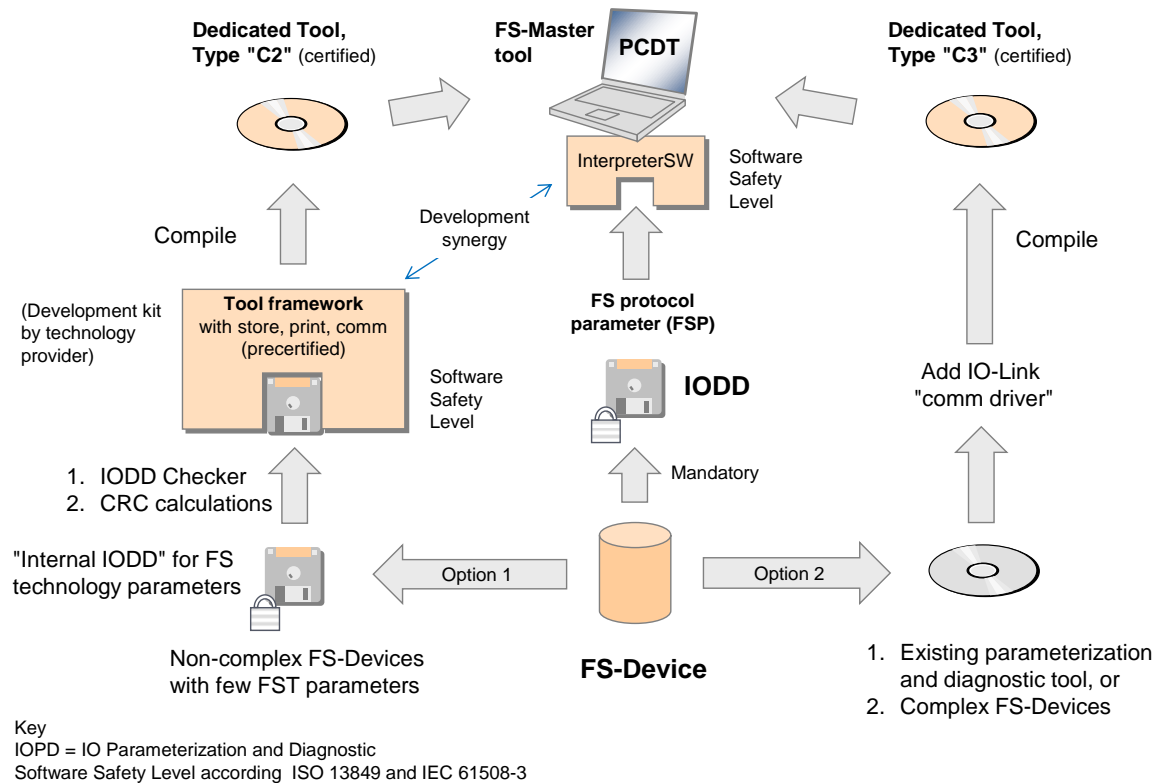 Dedicated Tool,
Type "C2" (certified)
FS-Master
tool
PCDT
Dedicated Tool,
Type "C3" (certified)
InterpreterSW
Software
Safety
Level
Compile
Development
synergy
Compile
(Development kit
by technology
provider)
Tool framework
with store, print, comm
(precertified)
Software
Safety
Level
FS protocol
parameter (FSP)
IODD
Add IO-Link
"comm driver"
1. IODD Checker
2. CRC calculations
Mandatory
"Internal IODD" for FS
technology parameters
Option 1
Option 2
Non-complex FS-Devices
with few FST parameters
FS-Device
1. Existing parameterization
and diagnostic tool, or
2. Complex FS-Devices
Key
IOPD = IO Parameterization and Diagnostic
Software Safety Level according ISO 13849 and IEC 61508-3